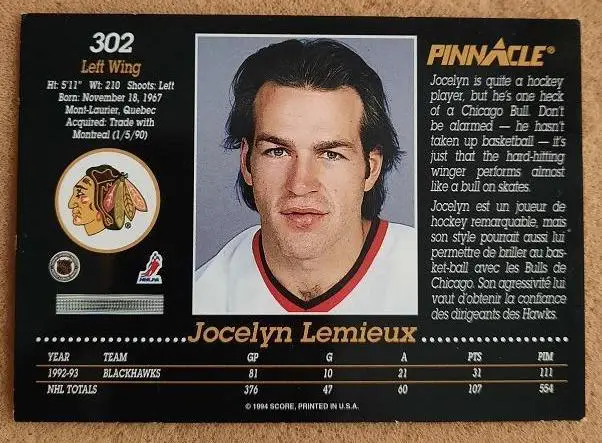 302
Left Wing
Ht: 5'11" Wt: 210 Shoots: Left
Born: November 18, 1967
Mont-Laurier, Quebec
Acquired: Trade with
Montreal (1/5/90)
NHLPA
PINNACLE®
Jocelyn is quite a hockey
player, but he's one heck
of a Chicago Bull. Don't
be alarmed — he hasn't
taken up basketball — it's
just that the hard-hitting
winger performs almost
like a bull on skates.
Jocelyn est un joueur de
hockey remarquable, mais
son style pourrait aussi lui
permettre de briller au bas-
ket-ball avec les Bulls de
Chicago. Son agressivité lui
vaut d'obtenir la confiance
des dirigeants des Hawks.
Jocelyn Lemieux
YEAR TEAM GP G A PTS PIM
1992-93 BLACKHAWKS 81 10 21 31 111
NHL TOTALS 376 47 60 107 554
© 1994 SCORE, PRINTED IN U.S.A.